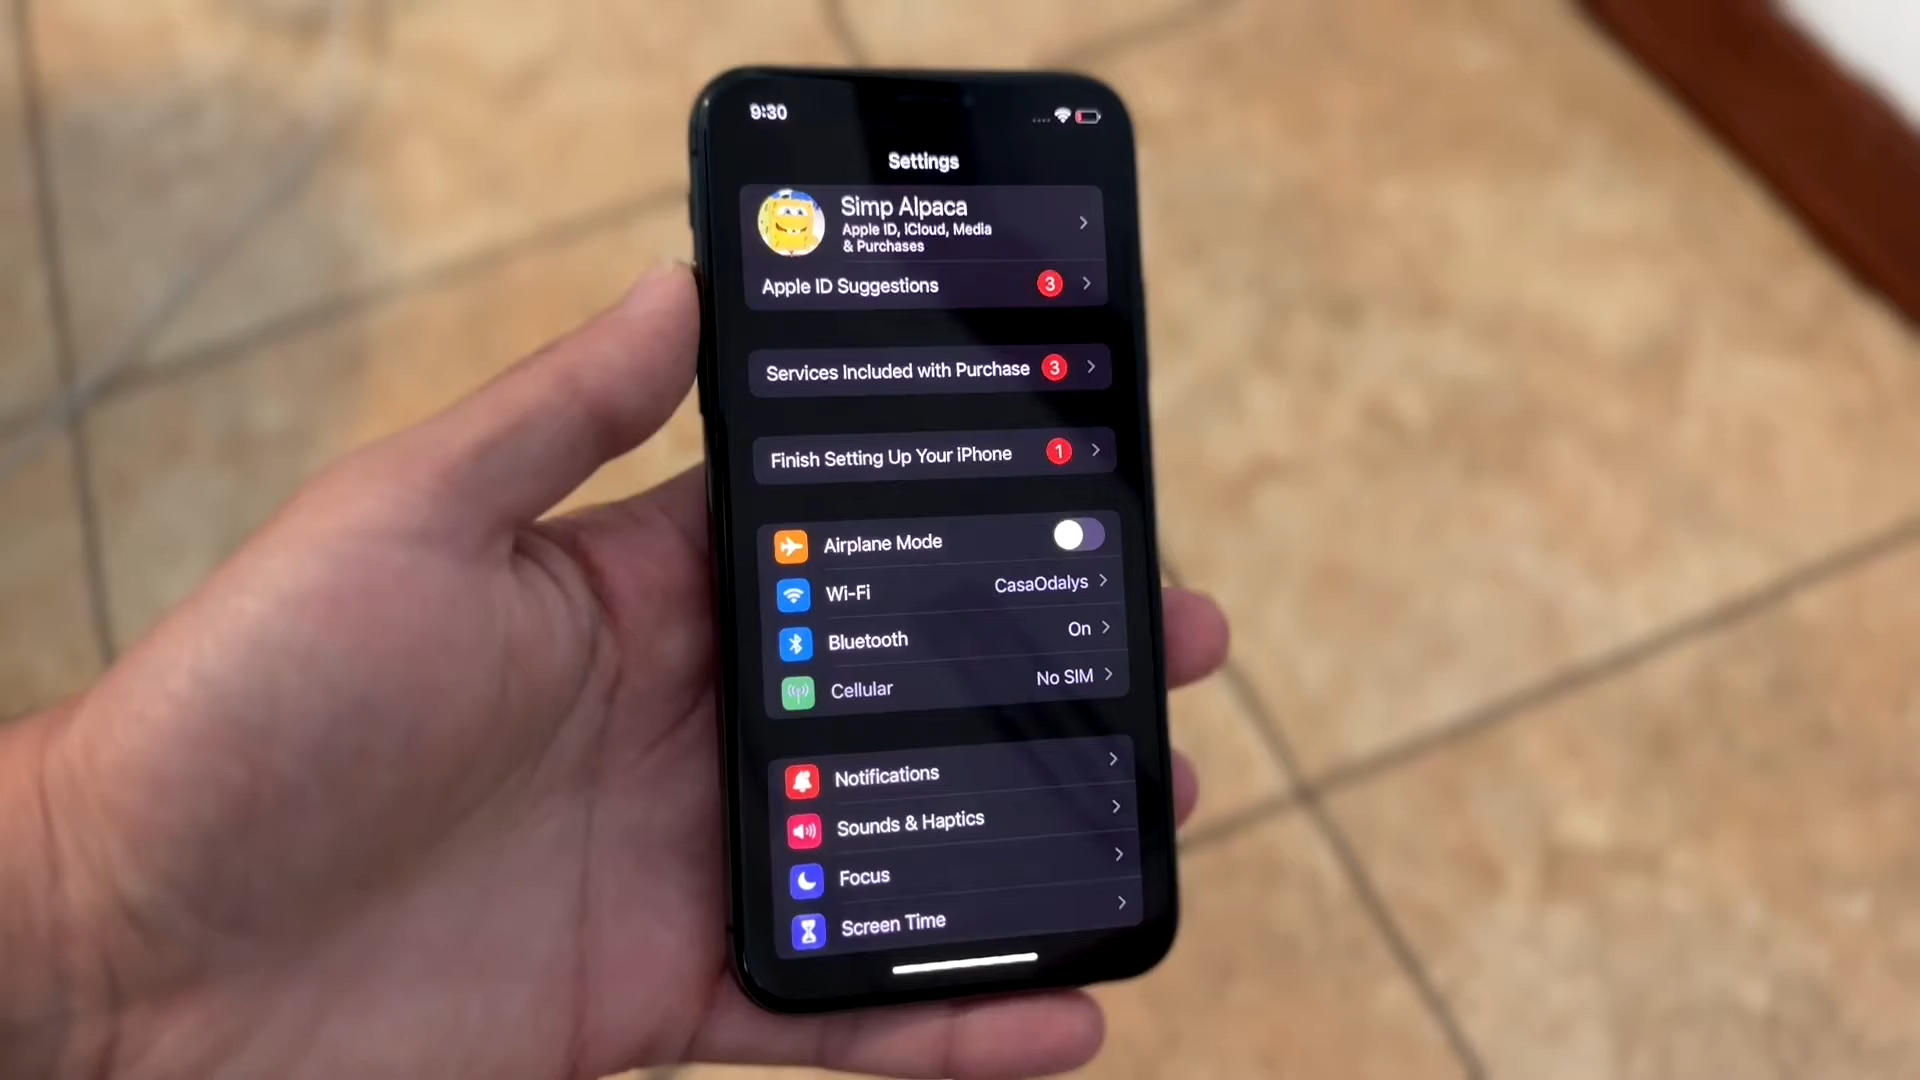 9:30
Settings
Simp Alpaca
Apple ID, iCloud, Media
& Purchases
Apple ID Suggestions 3
Services Included with Purchase 3
Finish Setting Up Your iPhone 1
Airplane Mode
Wi-Fi CasaOdalys
Bluetooth On
Cellular No SIM
Notifications
Sounds & Haptics
Focus
Screen Time